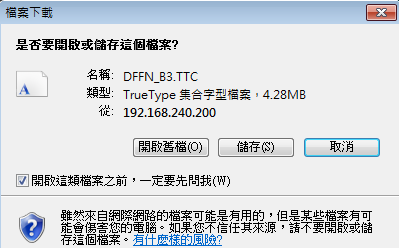 檔案下載
是否要開啟或儲存這個檔案?
名稱: DFFN_B3.TTC
類型: TrueType 集合字型檔案，4.28MB
從: 192.168.240.200
開啟舊檔(O) 儲存(S) 取消
開啟這類檔案之前，一定要先問我(W)
雖然來自網際網路的檔案可能是有用的，但是某些檔案有可
能會傷害您的電腦。如果您不信任其來源，請不要開啟或儲
存這個檔案。有什麼樣的風險?